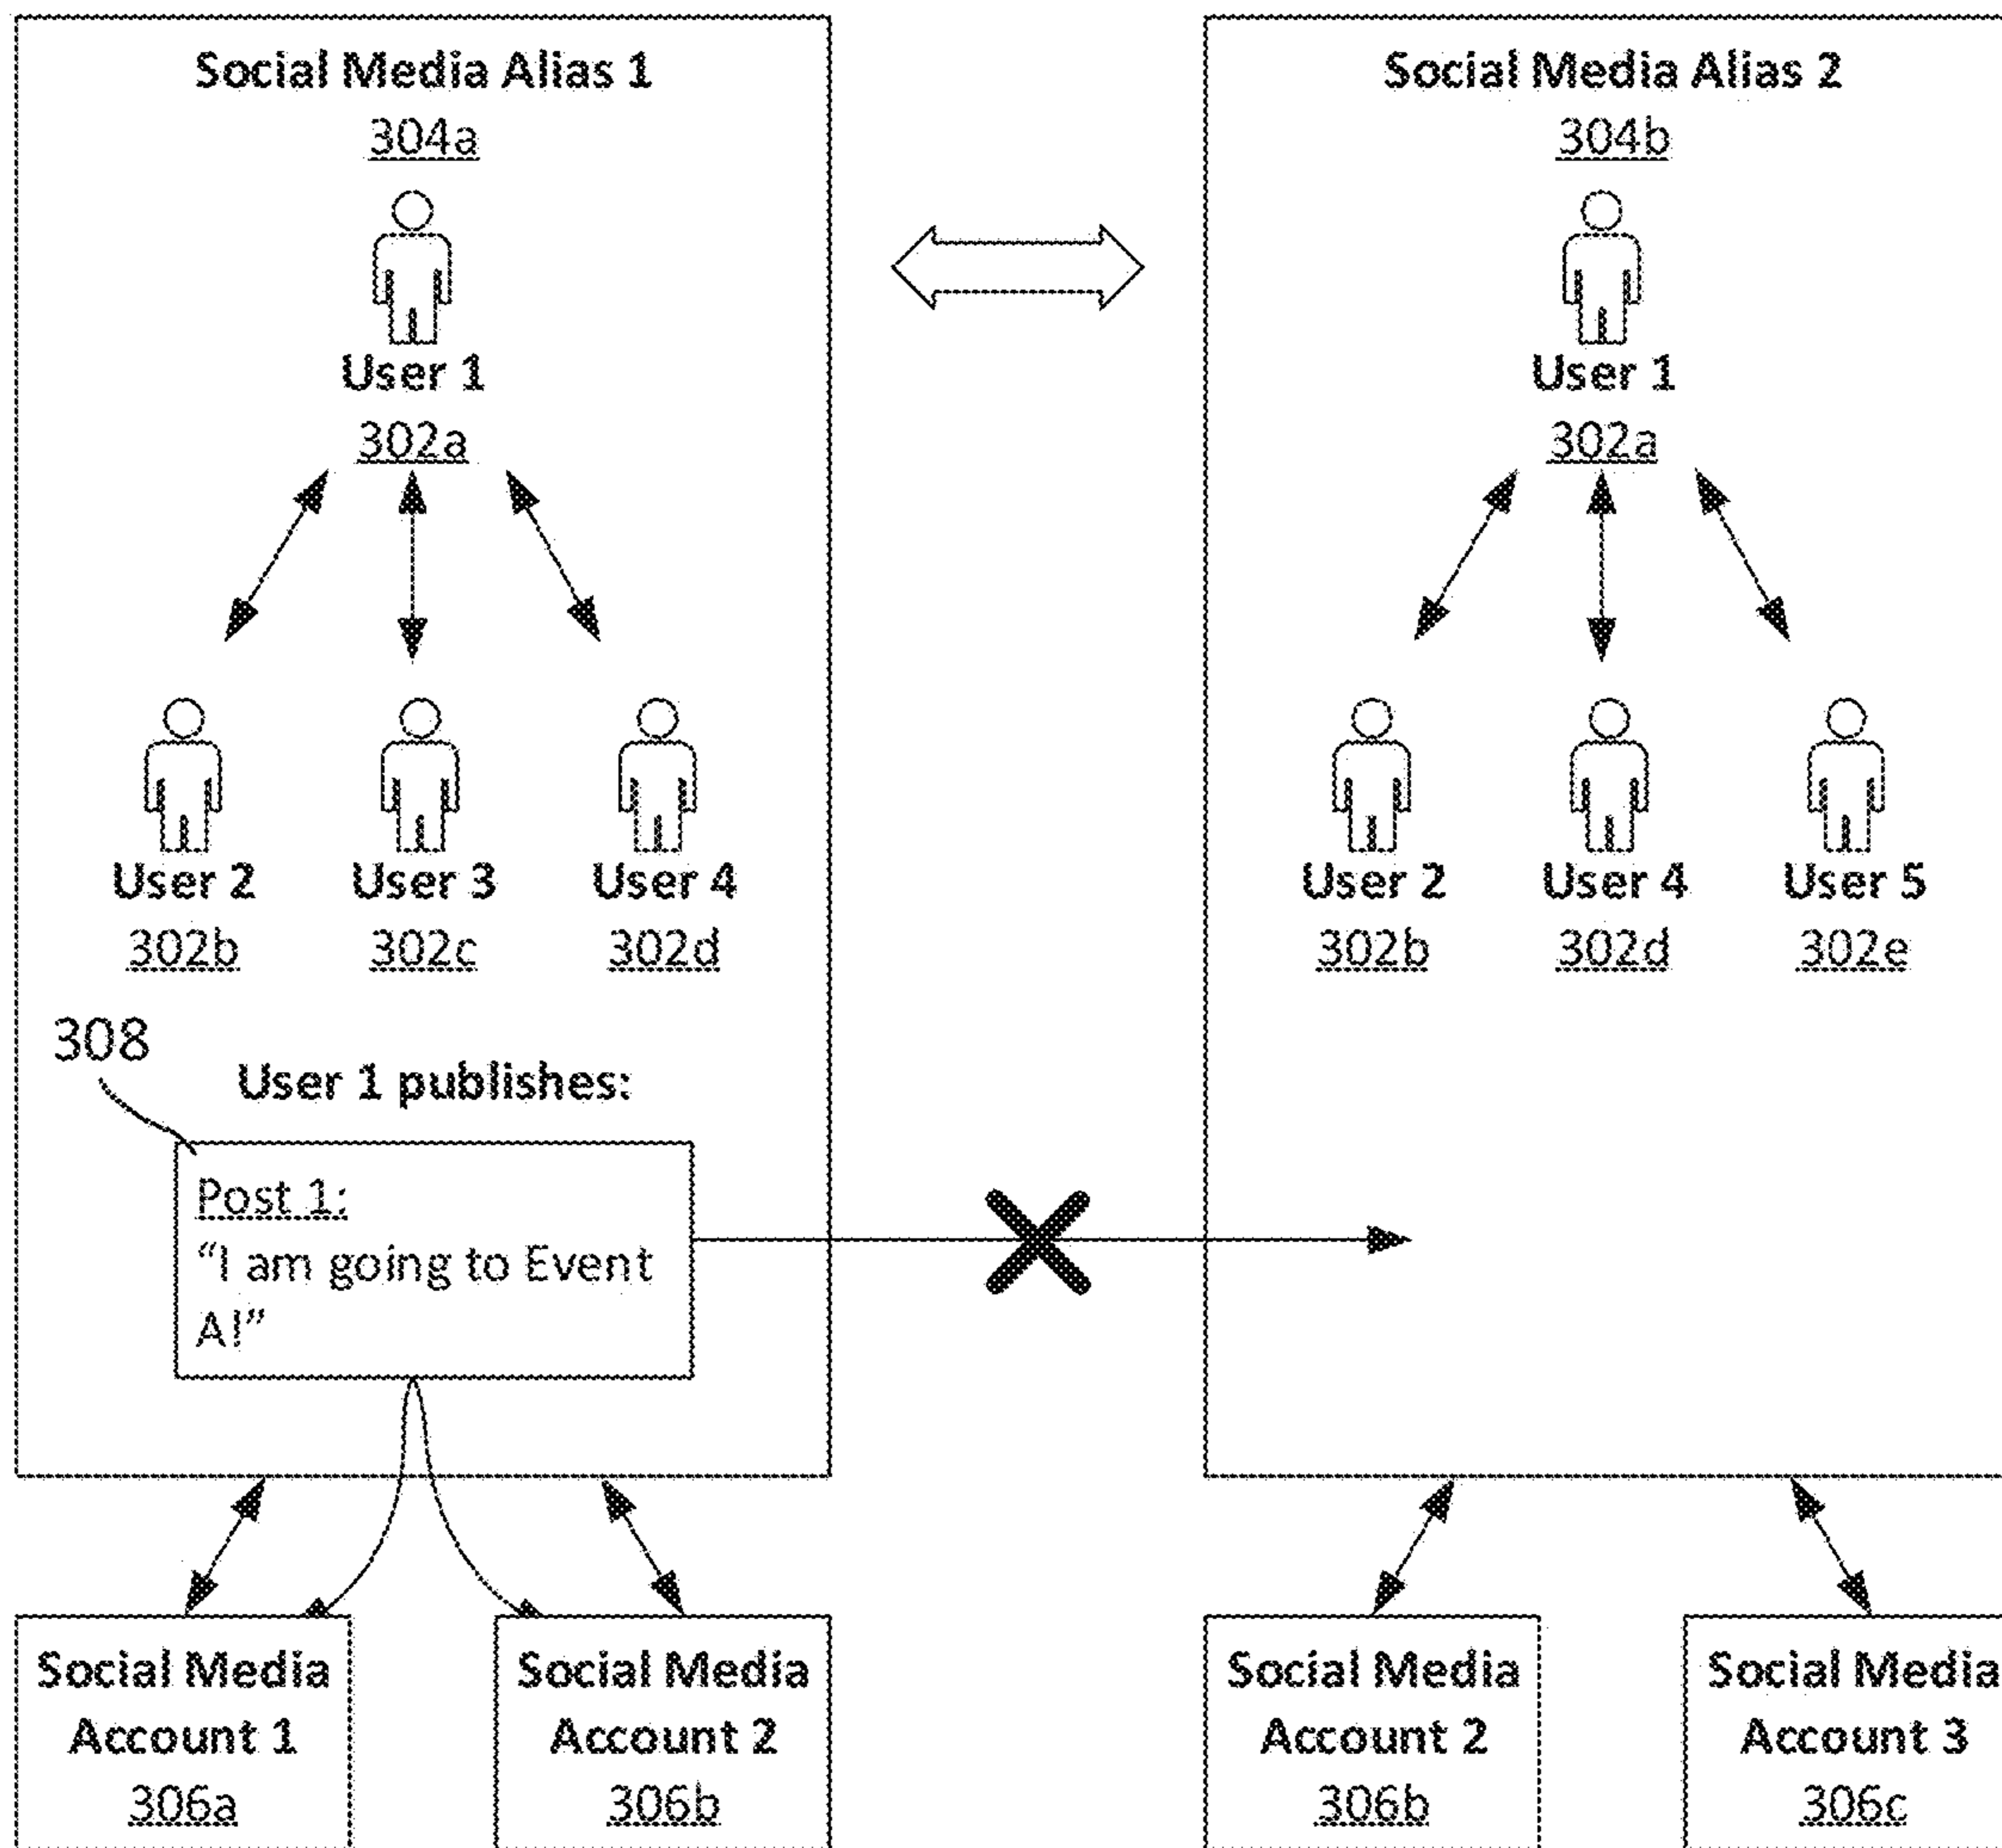 Social Media Alias 1
304a
User 1
302a
User 2
302b
User 3
302c
User 4
302d
308
User 1 publishes:
Post 1:
“I am going to Event
A!”
Social Media
Account 1
306a
Social Media
Account 2
306b
Social Media Alias 2
304b
User 1
302a
User 2
302b
User 4
302d
User 5
302e
Social Media
Account 2
306b
Social Media
Account 3
306c